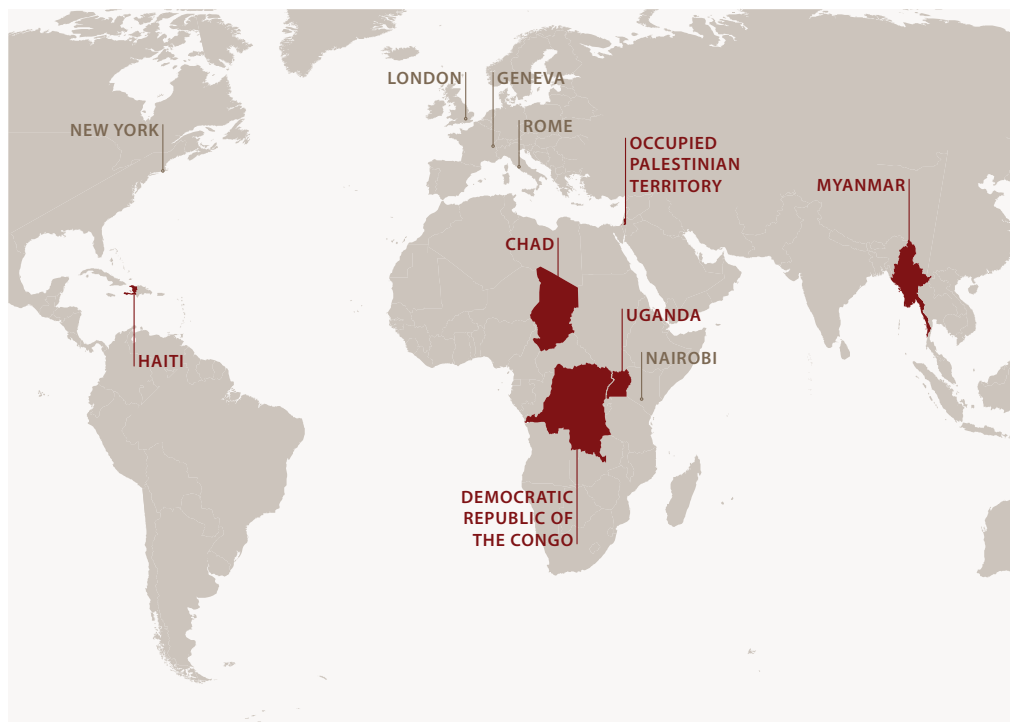 LONDON
GENEVA
NEW YORK
ROME
OCCUPIED
PALESTINIAN
TERRITORY
MYANMAR
CHAD
UGANDA
NAIROBI
HAITI
DEMOCRATIC
REPUBLIC OF
THE CONGO